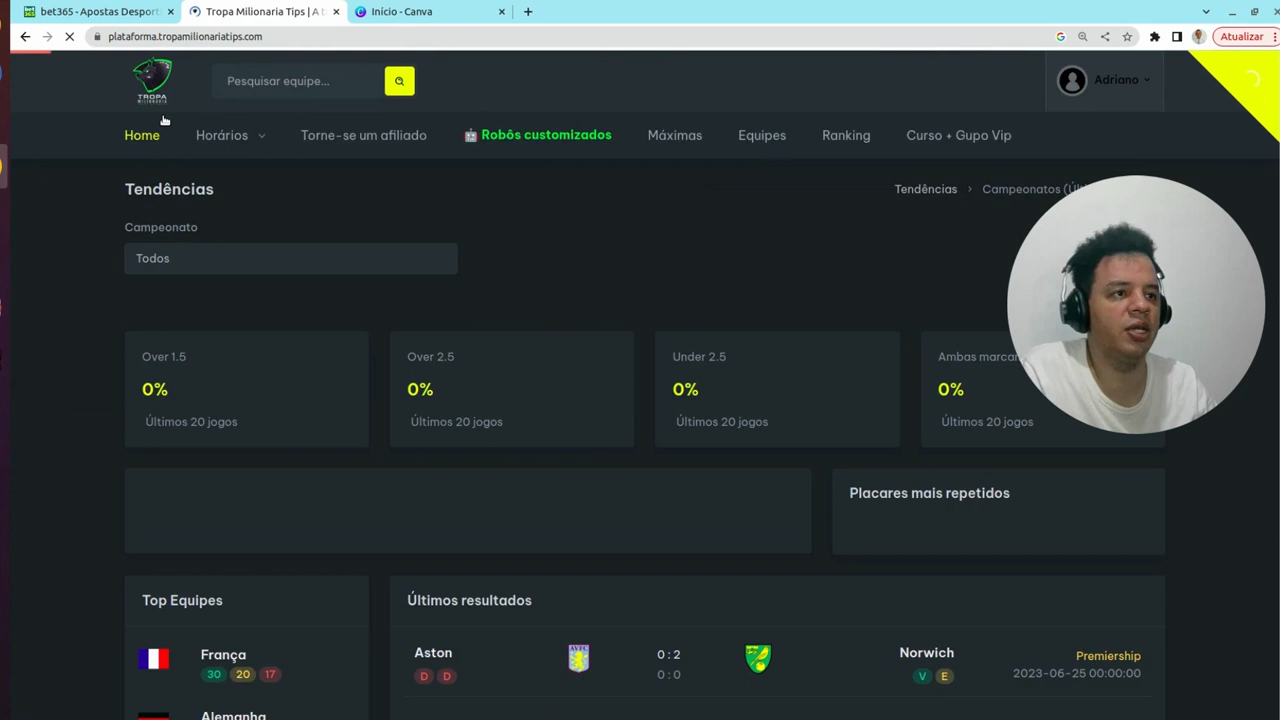 bet365 - Apostas Desport
Tropa Milionaria Tips | A t
Início - Canva
plataforma.tropamilionariatips.com
Atualizar
TROPA
Pesquisar equipe...
Adriano
Home
Horários
Torne-se um afiliado
Robôs customizados
Máximas
Equipes
Ranking
Curso + Gupo Vip
Tendências
Tendências > Campeonatos
Campeonato
Todos
Over 1.5
0%
Últimos 20 jogos
Over 2.5
0%
Últimos 20 jogos
Under 2.5
0%
Últimos 20 jogos
Ambas marcam
0%
Últimos 20 jogos
Placares mais repetidos
Top Equipes
França
30 20 17
Alemanha
Últimos resultados
Aston
D D
0 : 2
0 : 0
Norwich
V E
Premiership
2023-06-25 00:00:00